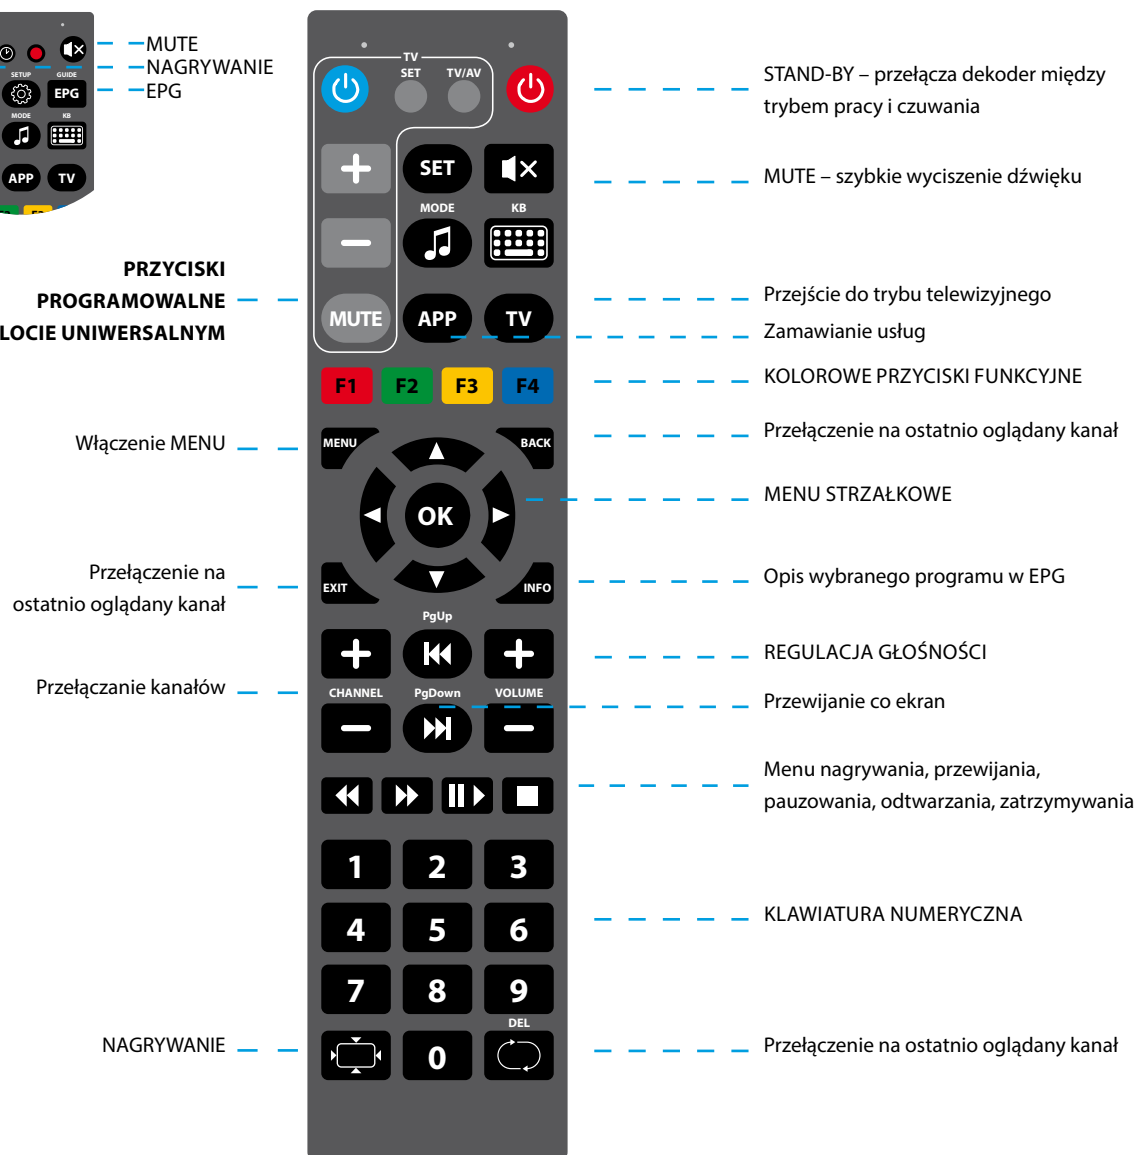 MUTE
NAGRYWANIE
EPG
SETUP
GUIDE
EPG
MODE
KB
APP
TV
PRZYCISKI
PROGRAMOWALNE
LOCIE UNIWERSALNYM
Włączenie MENU
Przełączenie na
ostatnio oglądany kanał
Przełączanie kanałów
NAGRYWANIE
TV
SET
TV/AV
SET
MODE
KB
MUTE
APP
TV
F1
F2
F3
F4
MENU
BACK
OK
EXIT
INFO
PgUp
CHANNEL
PgDown
VOLUME
1
2
3
4
5
6
7
8
9
DEL
0
STAND-BY – przełącza dekoder między
trybem pracy i czuwania
MUTE – szybkie wyciszenie dźwięku
Przejście do trybu telewizyjnego
Zamawianie usług
KOLOROWE PRZYCISKI FUNKCYJNE
Przełączenie na ostatnio oglądany kanał
MENU STRZAŁKOWE
Opis wybranego programu w EPG
REGULACJA GŁOŚNOŚCI
Przewijanie co ekran
Menu nagrywania, przewijania,
pauzowania, odtwarzania, zatrzymywania
KLAWIATURA NUMERYCZNA
Przełączenie na ostatnio oglądany kanał